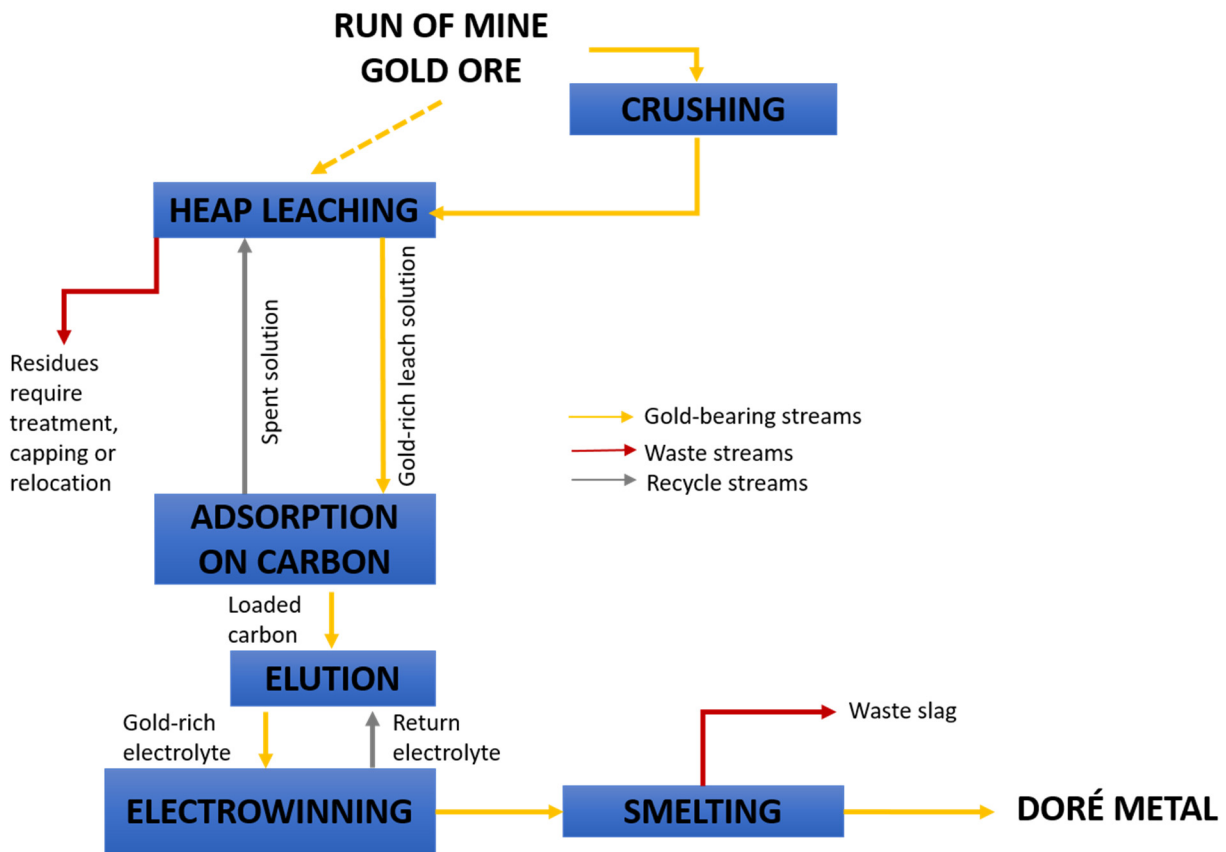 RUN OF MINE
GOLD ORE
CRUSHING
HEAP LEACHING
Spent solution
Gold-rich leach solution
Residues
require
treatment,
capping or
relocation
Gold-bearing streams
Waste streams
Recycle streams
ADSORPTION
ON CARBON
Loaded
carbon
ELUTION
Gold-rich
electrolyte
Return
electrolyte
Waste slag
ELECTROWINNING
SMELTING
DORÉ METAL